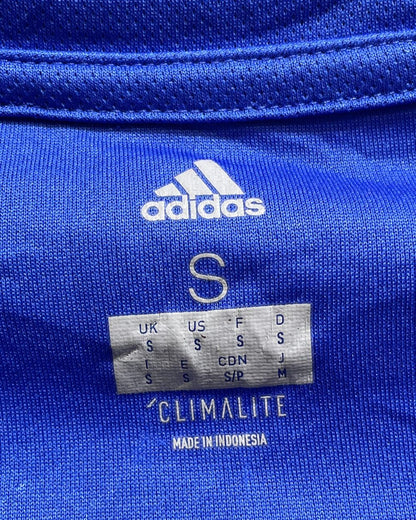 adidas
S
UK US F D
S S S S
I E CDN J
S S S/P M
CLIMALITE
MADE IN INDONESIA